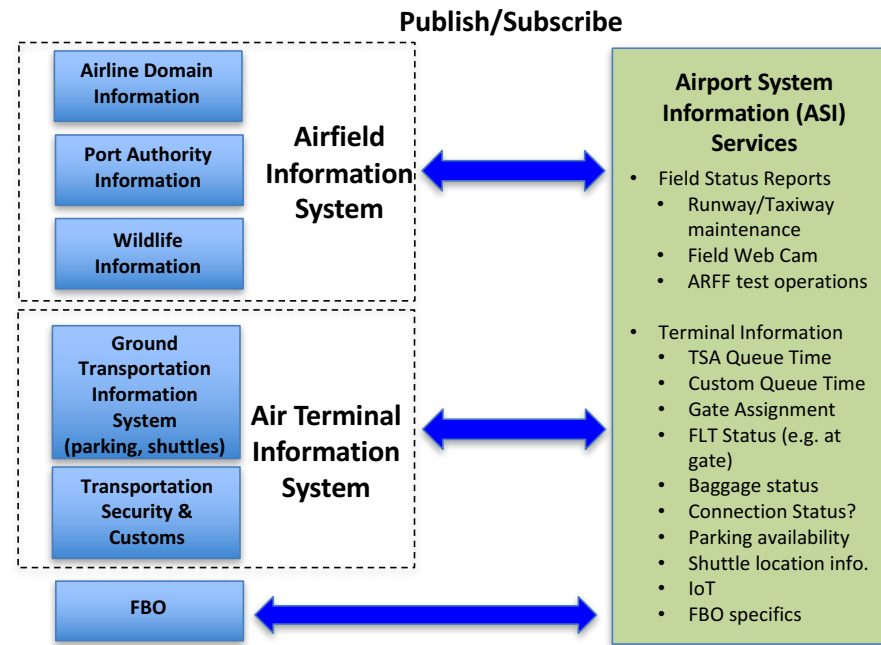 Publish/Subscribe
Airline Domain
Information
Port Authority
Information
Wildlife
Information
Airfield
Information
System
Ground
Transportation
Information
System
(parking, shuttles)
Transportation
Security &
Customs
Air Terminal
Information
System
FBO
Airport System
Information (ASI)
Services
• Field Status Reports
• Runway/Taxiway
maintenance
• Field Web Cam
• ARFF test operations
• Terminal Information
• TSA Queue Time
• Custom Queue Time
• Gate Assignment
• FLT Status (e.g. at
gate)
• Baggage status
• Connection Status?
• Parking availability
• Shuttle location info.
• IoT
• FBO specifics